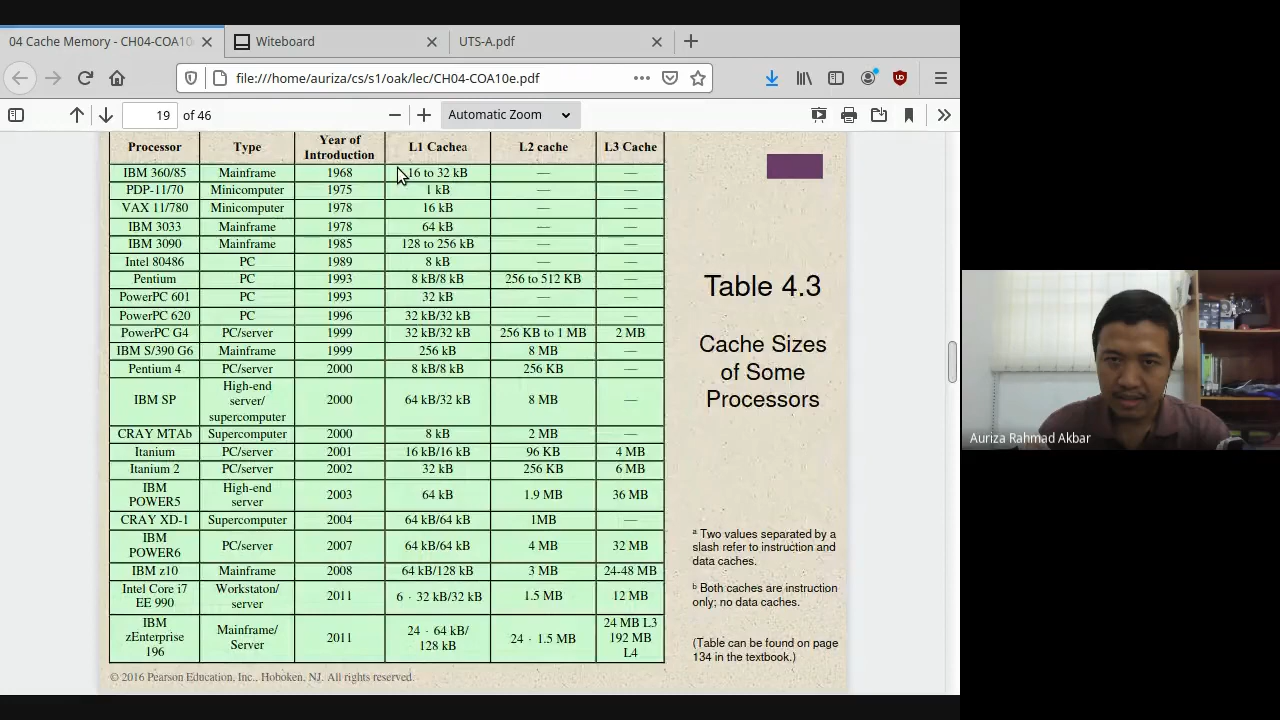 04 Cache Memory - CH04-COA10
Witeboard
UTS-A.pdf
file:///home/auriza/cs/s1/oak/lec/CH04-COA10e.pdf
19 of 46
Automatic Zoom
Processor Type Year of Introduction L1 Cachea L2 cache L3 Cache
IBM 360/85 Mainframe 1968 16 to 32 kB — —
PDP-11/70 Minicomputer 1975 1 kB — —
VAX 11/780 Minicomputer 1978 16 kB — —
IBM 3033 Mainframe 1978 64 kB — —
IBM 3090 Mainframe 1985 128 to 256 kB — —
Intel 80486 PC 1989 8 kB — —
Pentium PC 1993 8 kB/8 kB 256 to 512 KB —
PowerPC 601 PC 1993 32 kB — —
PowerPC 620 PC 1996 32 kB/32 kB — —
PowerPC G4 PC/server 1999 32 kB/32 kB 256 KB to 1 MB 2 MB
IBM S/390 G6 Mainframe 1999 256 kB 8 MB —
Pentium 4 PC/server 2000 8 kB/8 kB 256 KB —
IBM SP High-end server/ supercomputer 2000 64 kB/32 kB 8 MB —
CRAY MTAb Supercomputer 2000 8 kB 2 MB —
Itanium PC/server 2001 16 kB/16 kB 96 KB 4 MB
Itanium 2 PC/server 2002 32 kB 256 KB 6 MB
IBM POWER5 High-end server 2003 64 kB 1.9 MB 36 MB
CRAY XD-1 Supercomputer 2004 64 kB/64 kB 1MB —
IBM POWER6 PC/server 2007 64 kB/64 kB 4 MB 32 MB
IBM z10 Mainframe 2008 64 kB/128 kB 3 MB 24-48 MB
Intel Core i7 EE 990 Workstaton/ server 2011 6 · 32 kB/32 kB 1.5 MB 12 MB
IBM zEnterprise 196 Mainframe/ Server 2011 24 · 64 kB/ 128 kB 24 · 1.5 MB 24 MB L3 192 MB L4
© 2016 Pearson Education, Inc., Hoboken, NJ. All rights reserved.
Table 4.3
Cache Sizes
of Some
Processors
a Two values separated by a
slash refer to instruction and
data caches.
b Both caches are instruction
only; no data caches.
(Table can be found on page
134 in the textbook.)
Auriza Rahmad Akbar